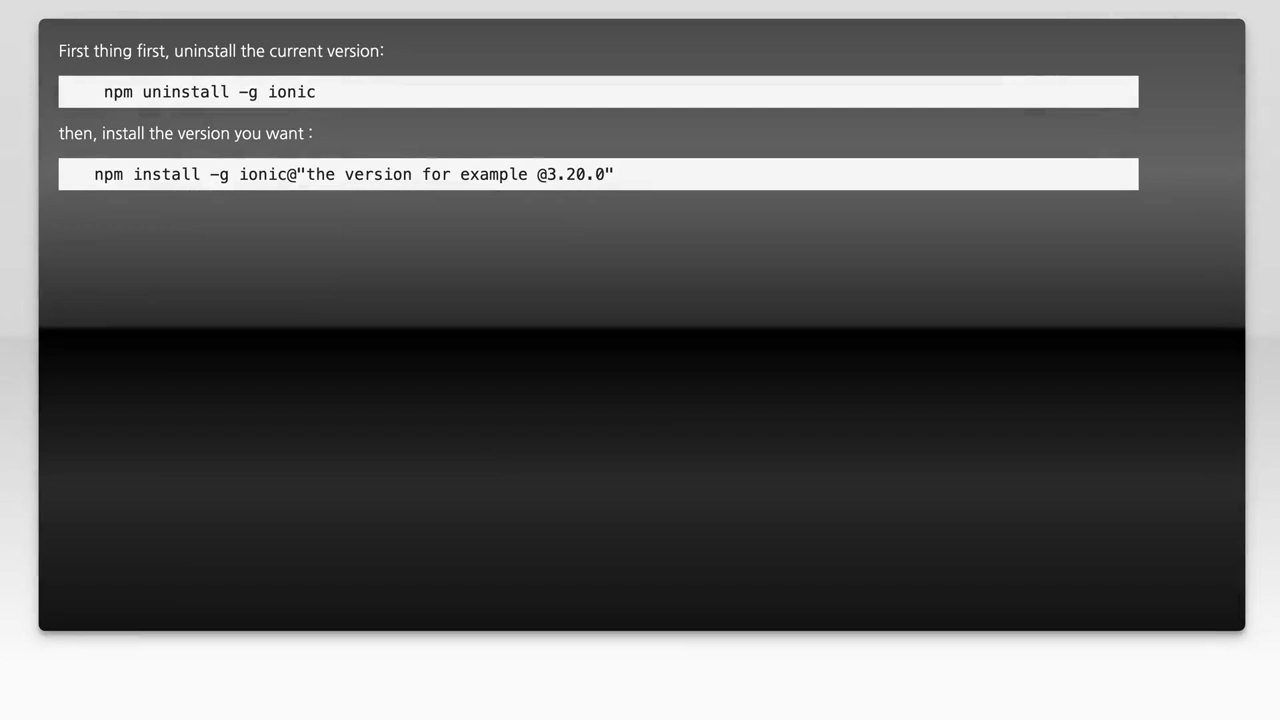 First thing first, uninstall the current version:
npm uninstall -g ionic
then, install the version you want :
npm install -g ionic@"the version for example @3.20.0"